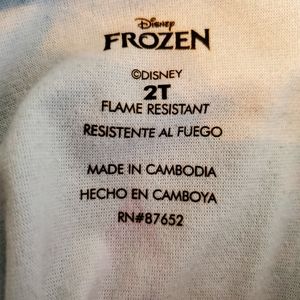 Disney
FROZEN
©DISNEY
2T
FLAME RESISTANT
RESISTENTE AL FUEGO
MADE IN CAMBODIA
HECHO EN CAMBOYA
RN#87652